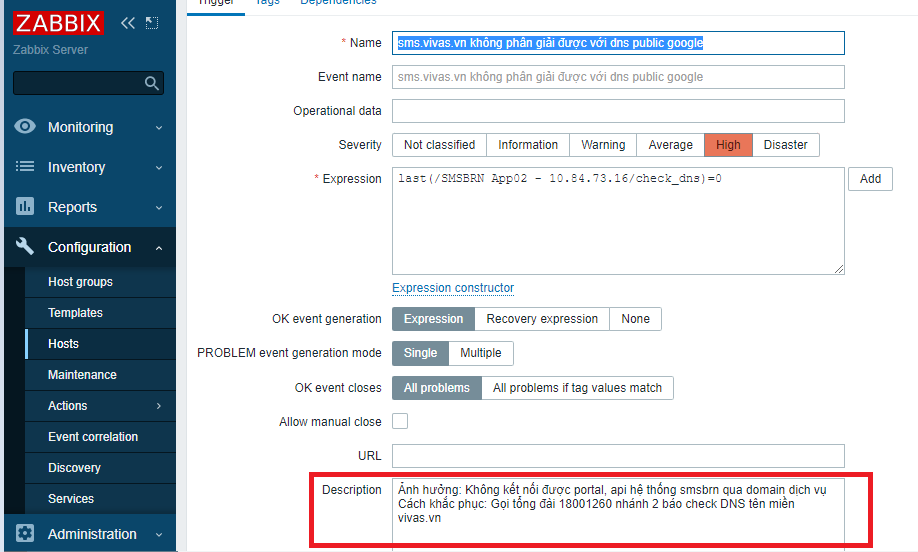 Trigger Tags Dependencies
ZABBIX
Zabbix Server
Monitoring
Inventory
Reports
Configuration
Host groups
Templates
Hosts
Maintenance
Actions
Event correlation
Discovery
Services
Administration
* Name sms.vivas.vn không phân giải được với dns public google
Event name sms.vivas.vn không phân giải được với dns public google
Operational data
Severity Not classified Information Warning Average High Disaster
* Expression last(/SMSBRN App02 - 10.84.73.16/check_dns)=0 Add
Expression constructor
OK event generation Expression Recovery expression None
PROBLEM event generation mode Single Multiple
OK event closes All problems All problems if tag values match
Allow manual close
URL
Description Ảnh hưởng: Không kết nối được portal, api hệ thống smsbrn qua domain dịch vụ
Cách khắc phục: Gọi tổng đài 18001260 nhánh 2 báo check DNS tên miền
vivas.vn